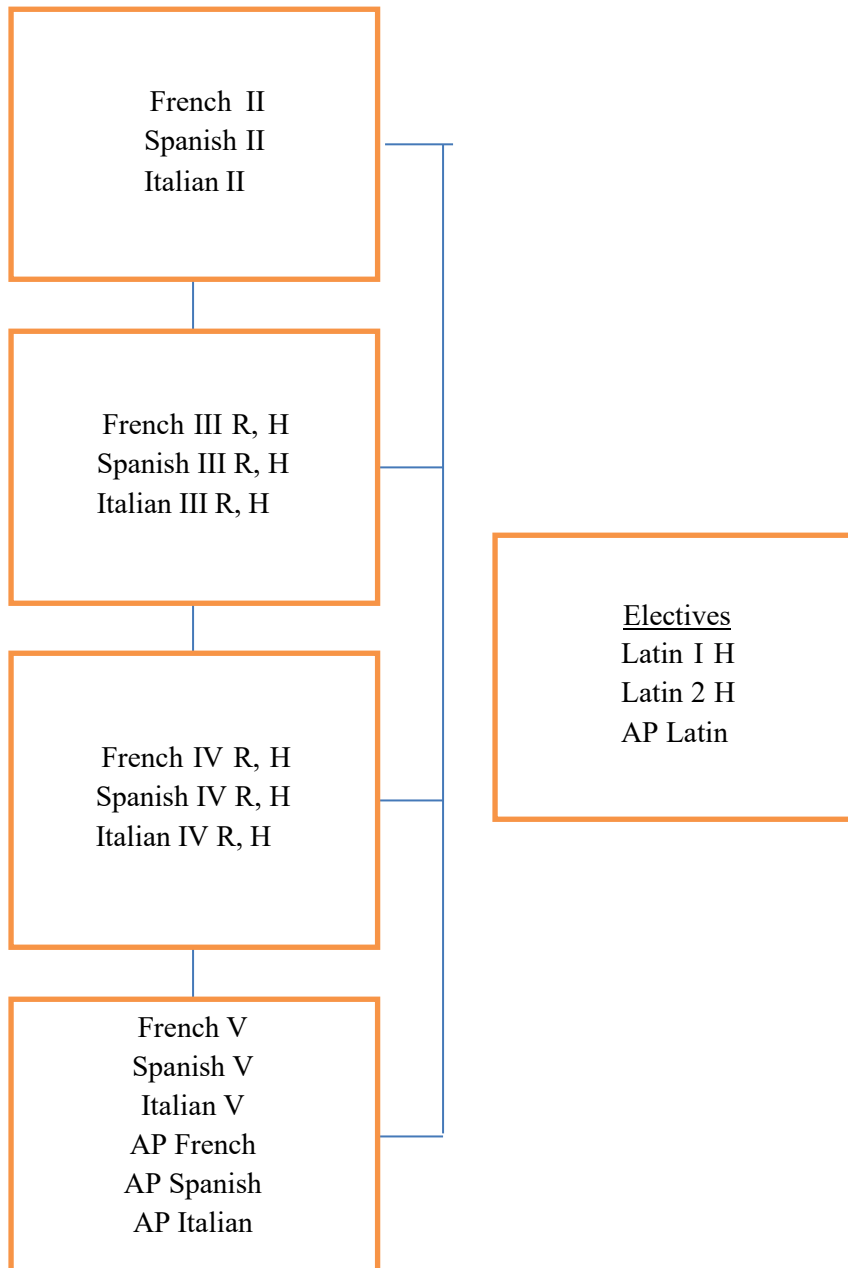 French II
Spanish II
Italian II
French III R, H
Spanish III R, H
Italian III R, H
French IV R, H
Spanish IV R, H
Italian IV R, H
French V
Spanish V
Italian V
AP French
AP Spanish
AP Italian
Electives
Latin I H
Latin 2 H
AP Latin